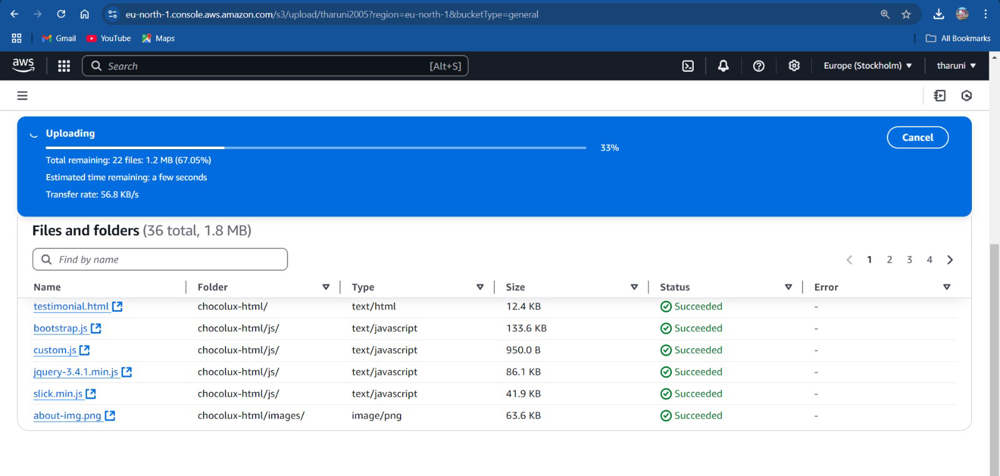 eu-north-1.console.aws.amazon.com/s3/upload/tharuni2005?region=eu-north-1&bucketType=general
Gmail YouTube Maps All Bookmarks
aws Search [Alt+S] Europe (Stockholm) tharuni
Uploading Cancel
33%
Total remaining: 22 files: 1.2 MB (67.05%)
Estimated time remaining: a few seconds
Transfer rate: 56.8 KB/s
Files and folders (36 total, 1.8 MB)
Find by name 1 2 3 4
Name Folder Type Size Status Error
testimonial.html chocolux-html/ text/html 12.4 KB Succeeded -
bootstrap.js chocolux-html/js/ text/javascript 133.6 KB Succeeded -
custom.js chocolux-html/js/ text/javascript 950.0 B Succeeded -
jquery-3.4.1.min.js chocolux-html/js/ text/javascript 86.1 KB Succeeded -
slick.min.js chocolux-html/js/ text/javascript 41.9 KB Succeeded -
about-img.png chocolux-html/images/ image/png 63.6 KB Succeeded -